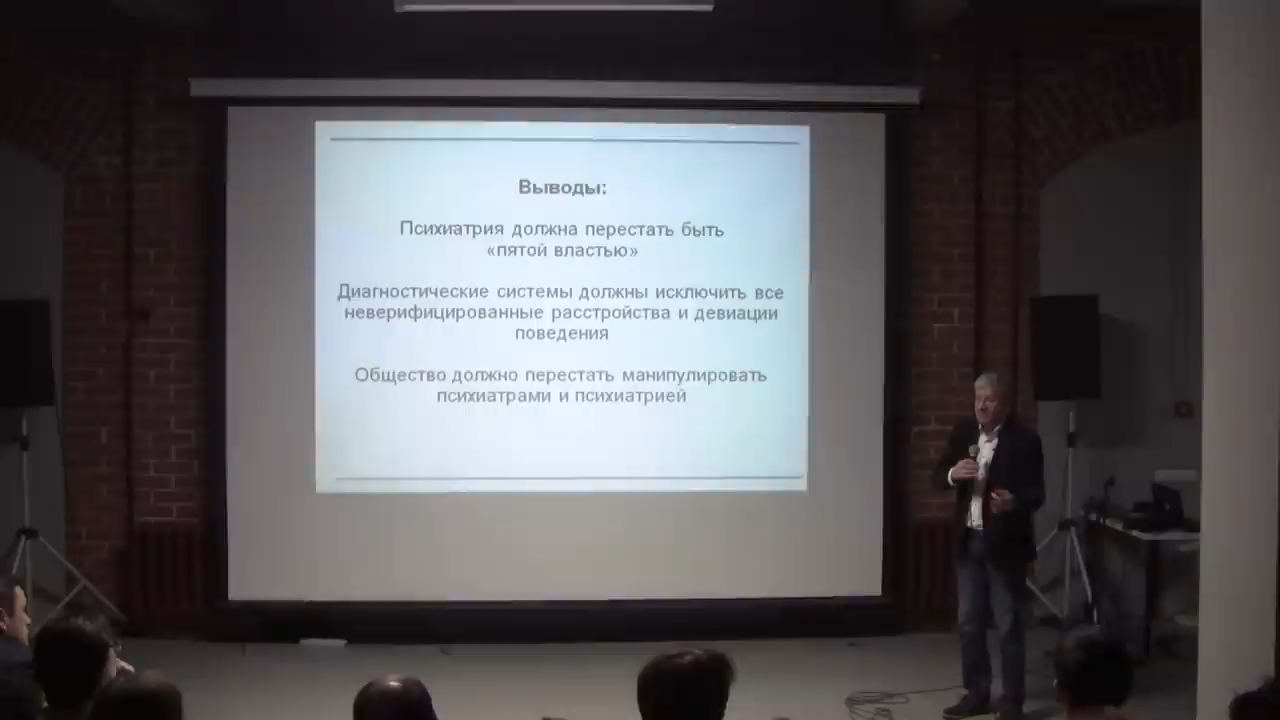 Выводы:
Психиатрия должна перестать быть
«пятой властью»
Диагностические системы должны исключить все
неверифицированные расстройства и девиации
поведения
Общество должно перестать манипулировать
психиатрами и психиатрией